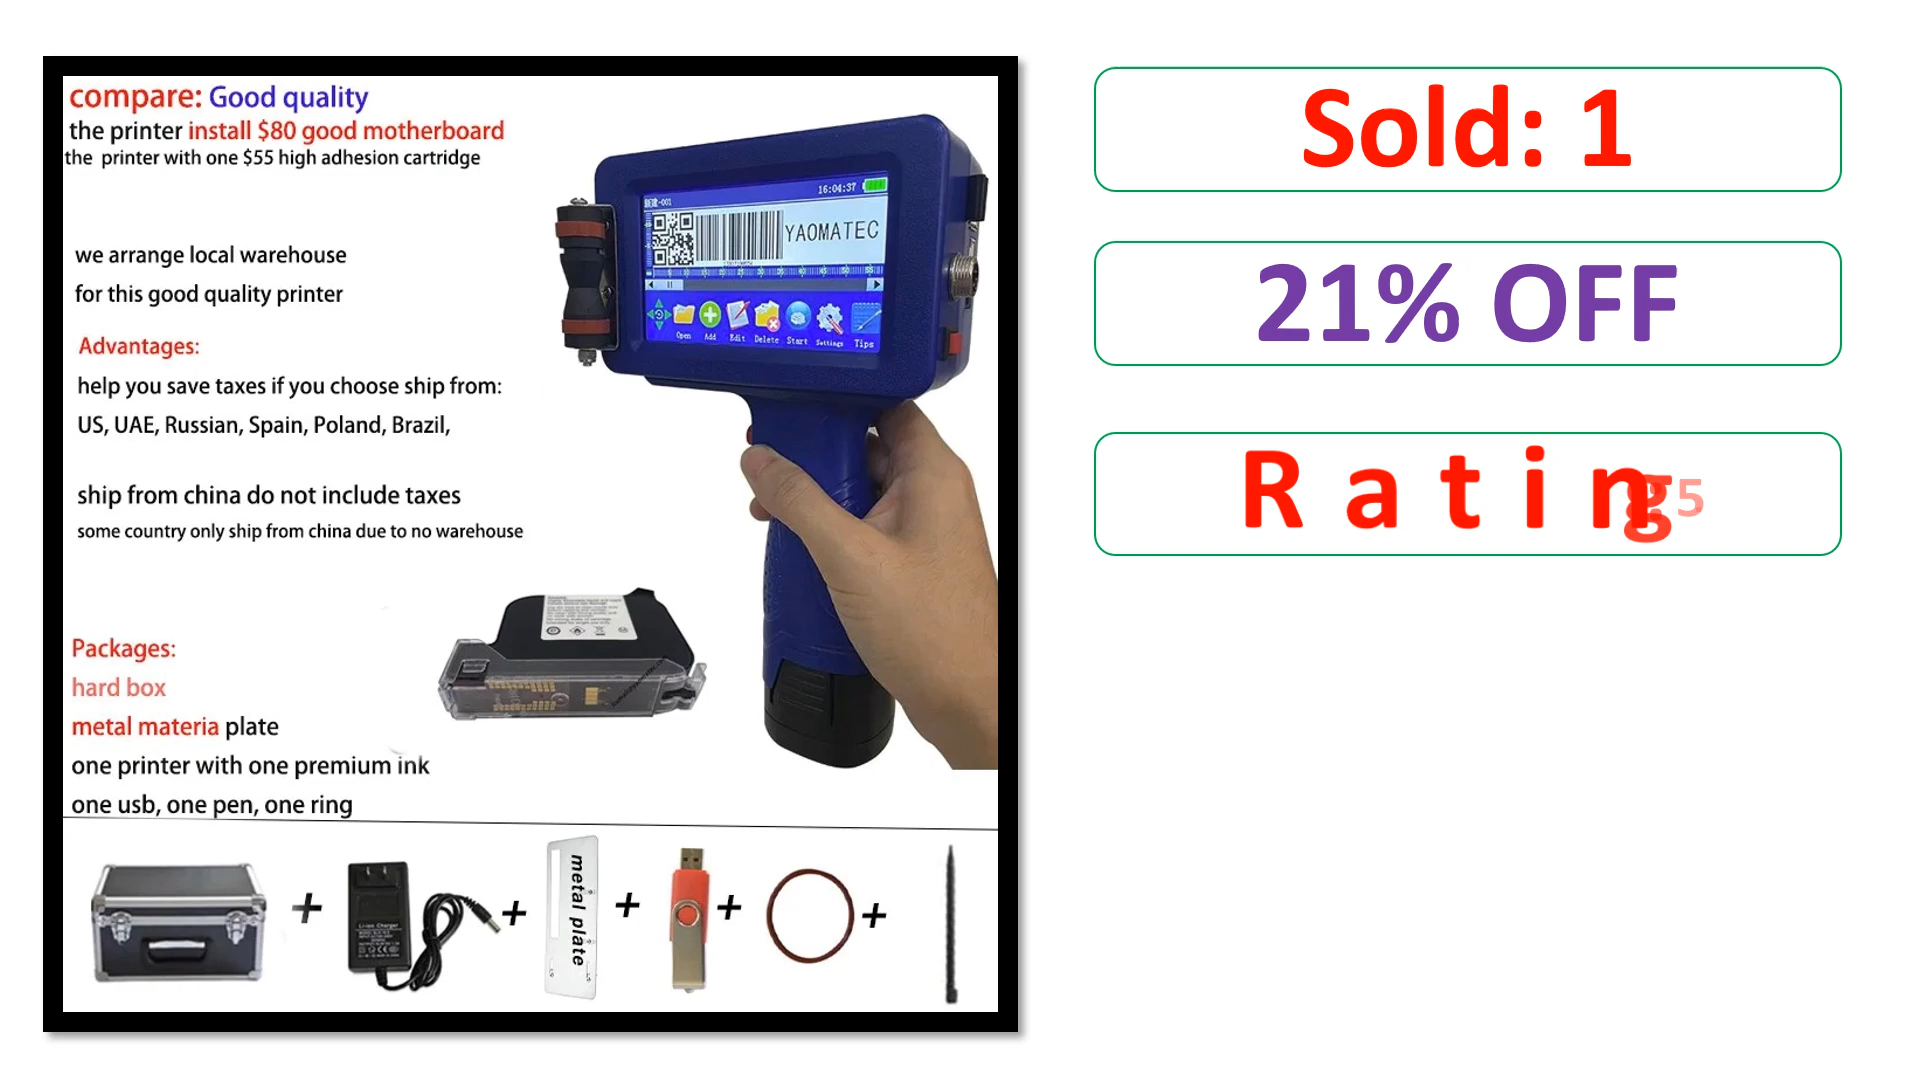 compare: Good quality
the printer install $80 good motherboard
the printer with one $55 high adhesion cartridge
we arrange local warehouse
for this good quality printer
Advantages:
help you save taxes if you choose ship from:
US, UAE, Russian, Spain, Poland, Brazil,
ship from china do not include taxes
some country only ship from china due to no warehouse
Packages:
hard box
metal materia plate
one printer with one premium ink
one usb, one pen, one ring
16:04:37
YAOMATEC
Open Add Edit Delete Start Settings Tips
Li-ion Charger
metal plate
+ + + + +
Sold: 1
21% OFF
Rating 5